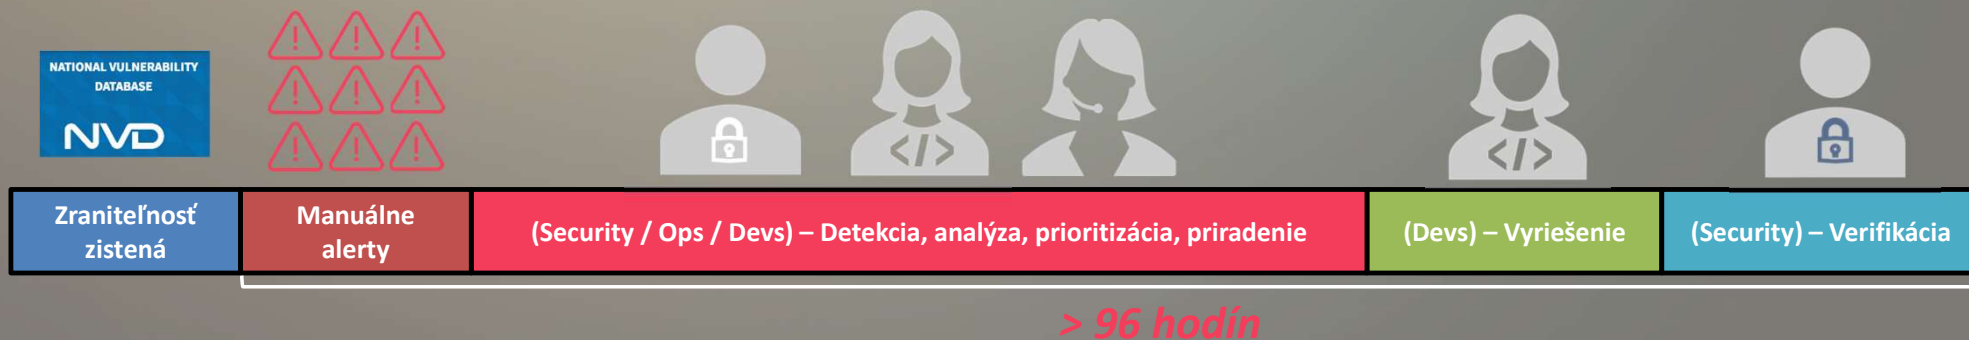 NATIONAL VULNERABILITY
DATABASE
NVD
</>
</>
Zraniteľnosť
zistená
Manuálne
alerty
(Security / Ops / Devs) – Detekcia, analýza, prioritizácia, priradenie
(Devs) – Vyriešenie
(Security) – Verifikácia
> 96 hodín